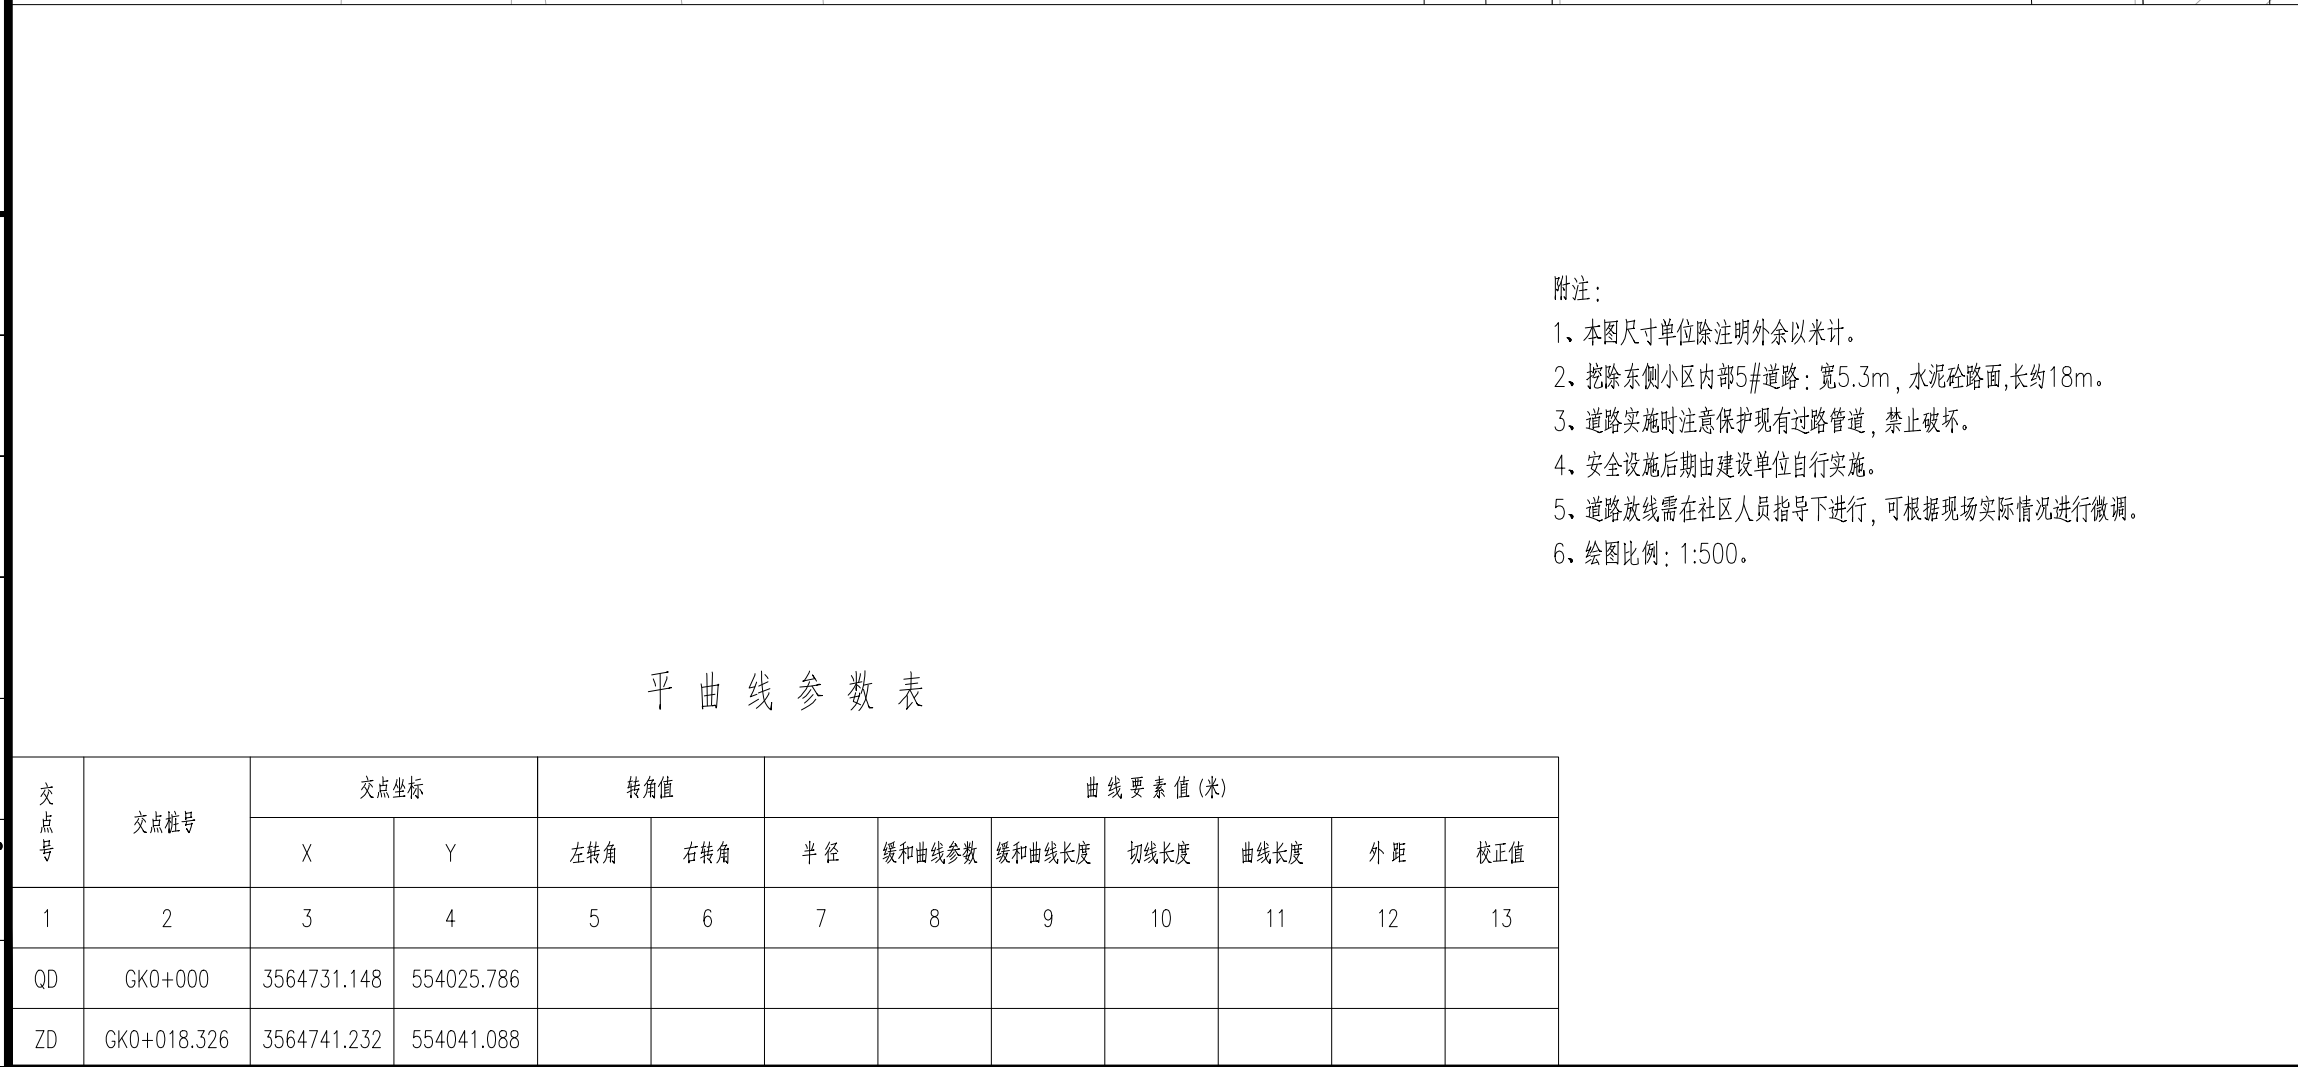 附注:
1、本图尺寸单位除注明外余以米计。
2、挖除东侧小区内部5#道路:宽5.3m,水泥砼路面,长约18m。
3、道路实施时注意保护现有过路管道,禁止破坏。
4、安全设施后期由建设单位自行实施。
5、道路放线需在社区人员指导下进行,可根据现场实际情况进行微调。
6、绘图比例:1:500。
平曲线参数表
交点号 交点桩号 交点坐标 转角值 曲线要素值(米)
X Y 左转角 右转角 半径 缓和曲线参数 缓和曲线长度 切线长度 曲线长度 外距 校正值
1 2 3 4 5 6 7 8 9 10 11 12 13
QD GK0+000 3564731.148 554025.786
ZD GK0+018.326 3564741.232 554041.088